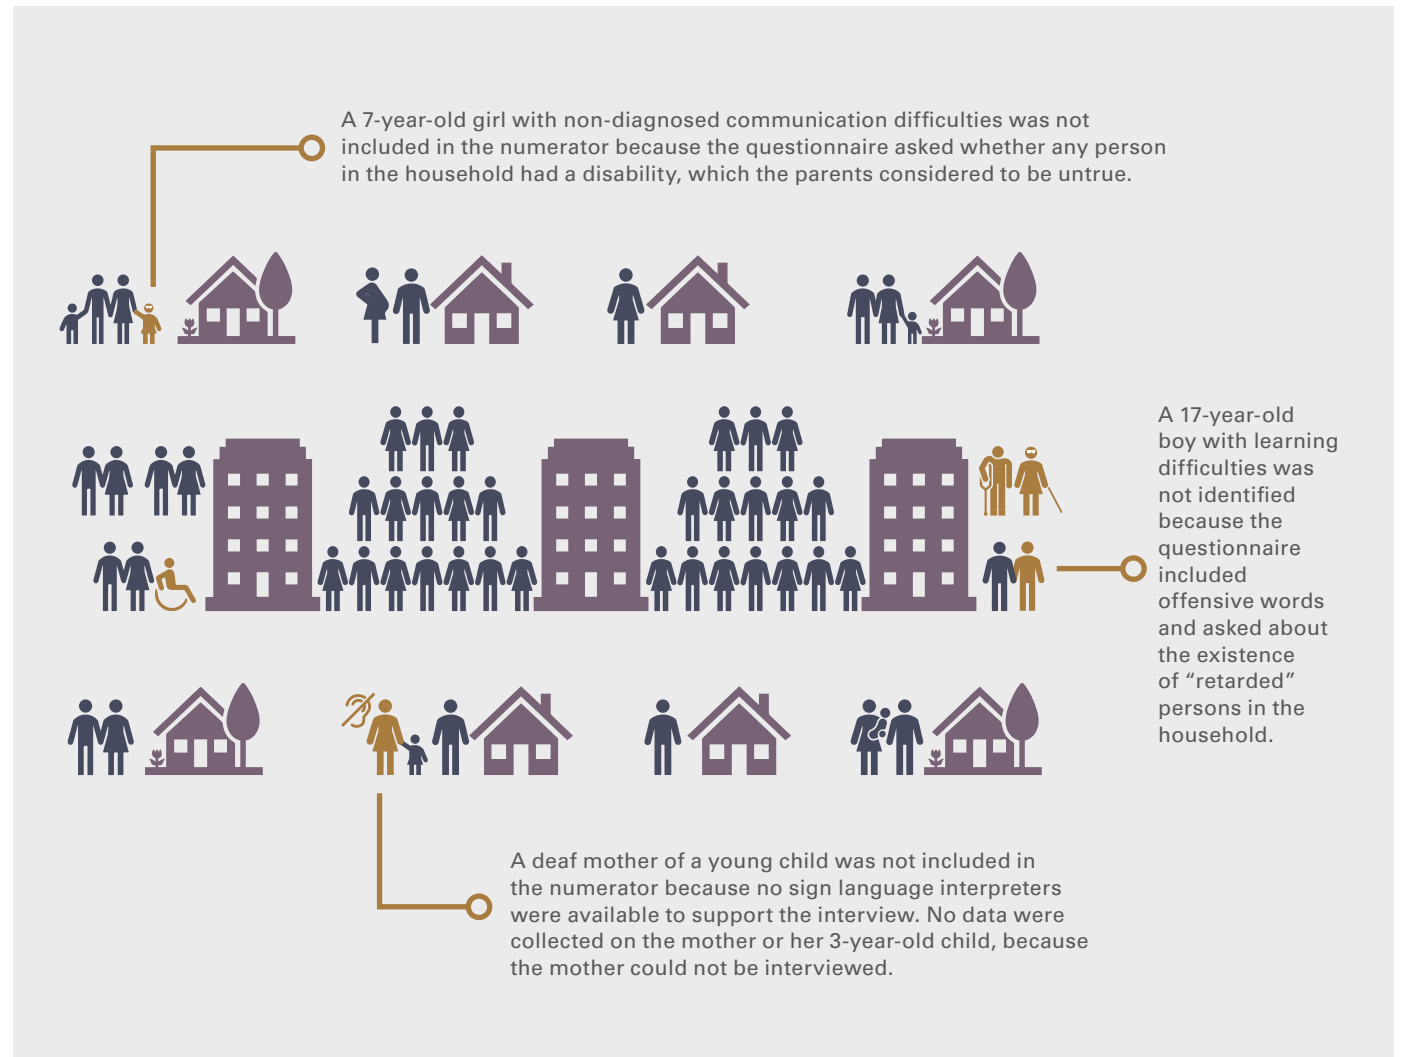 A 7-year-old girl with non-diagnosed communication difficulties was not
included in the numerator because the questionnaire asked whether any person
in the household had a disability, which the parents considered to be untrue.
A 17-year-old
boy with learning
difficulties was
not identified
because the
questionnaire
included
offensive words
and asked about
the existence
of “retarded”
persons in the
household.
A deaf mother of a young child was not included in
the numerator because no sign language interpreters
were available to support the interview. No data were
collected on the mother or her 3-year-old child, because
the mother could not be interviewed.